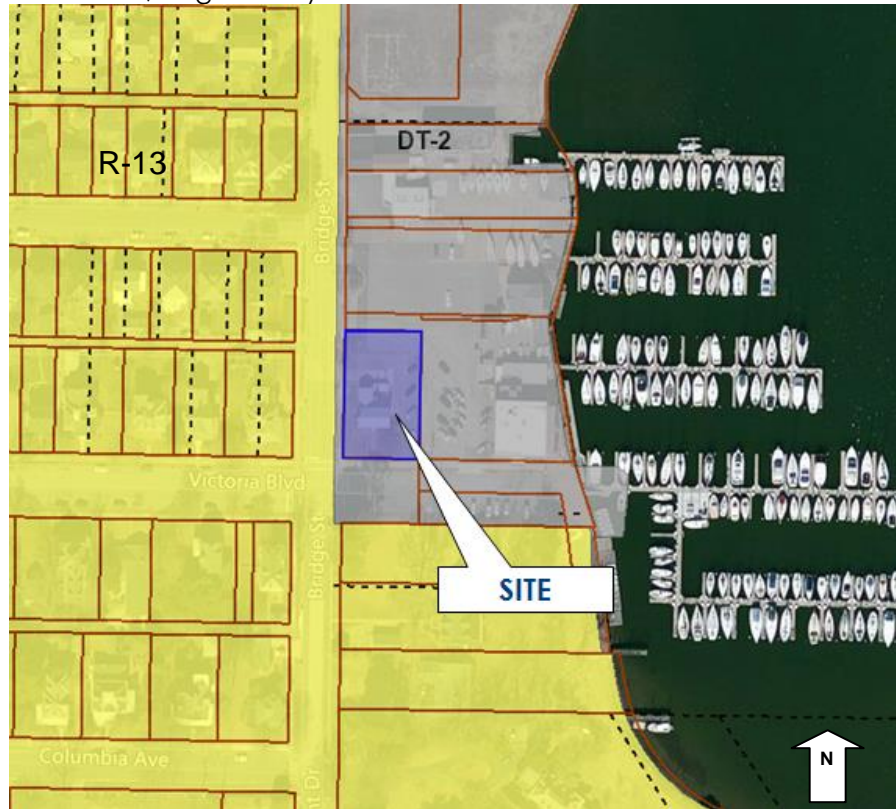 DT-2
R-13
Bridge St
Victoria Blvd
Bridge St
SITE
Columbia Ave
N